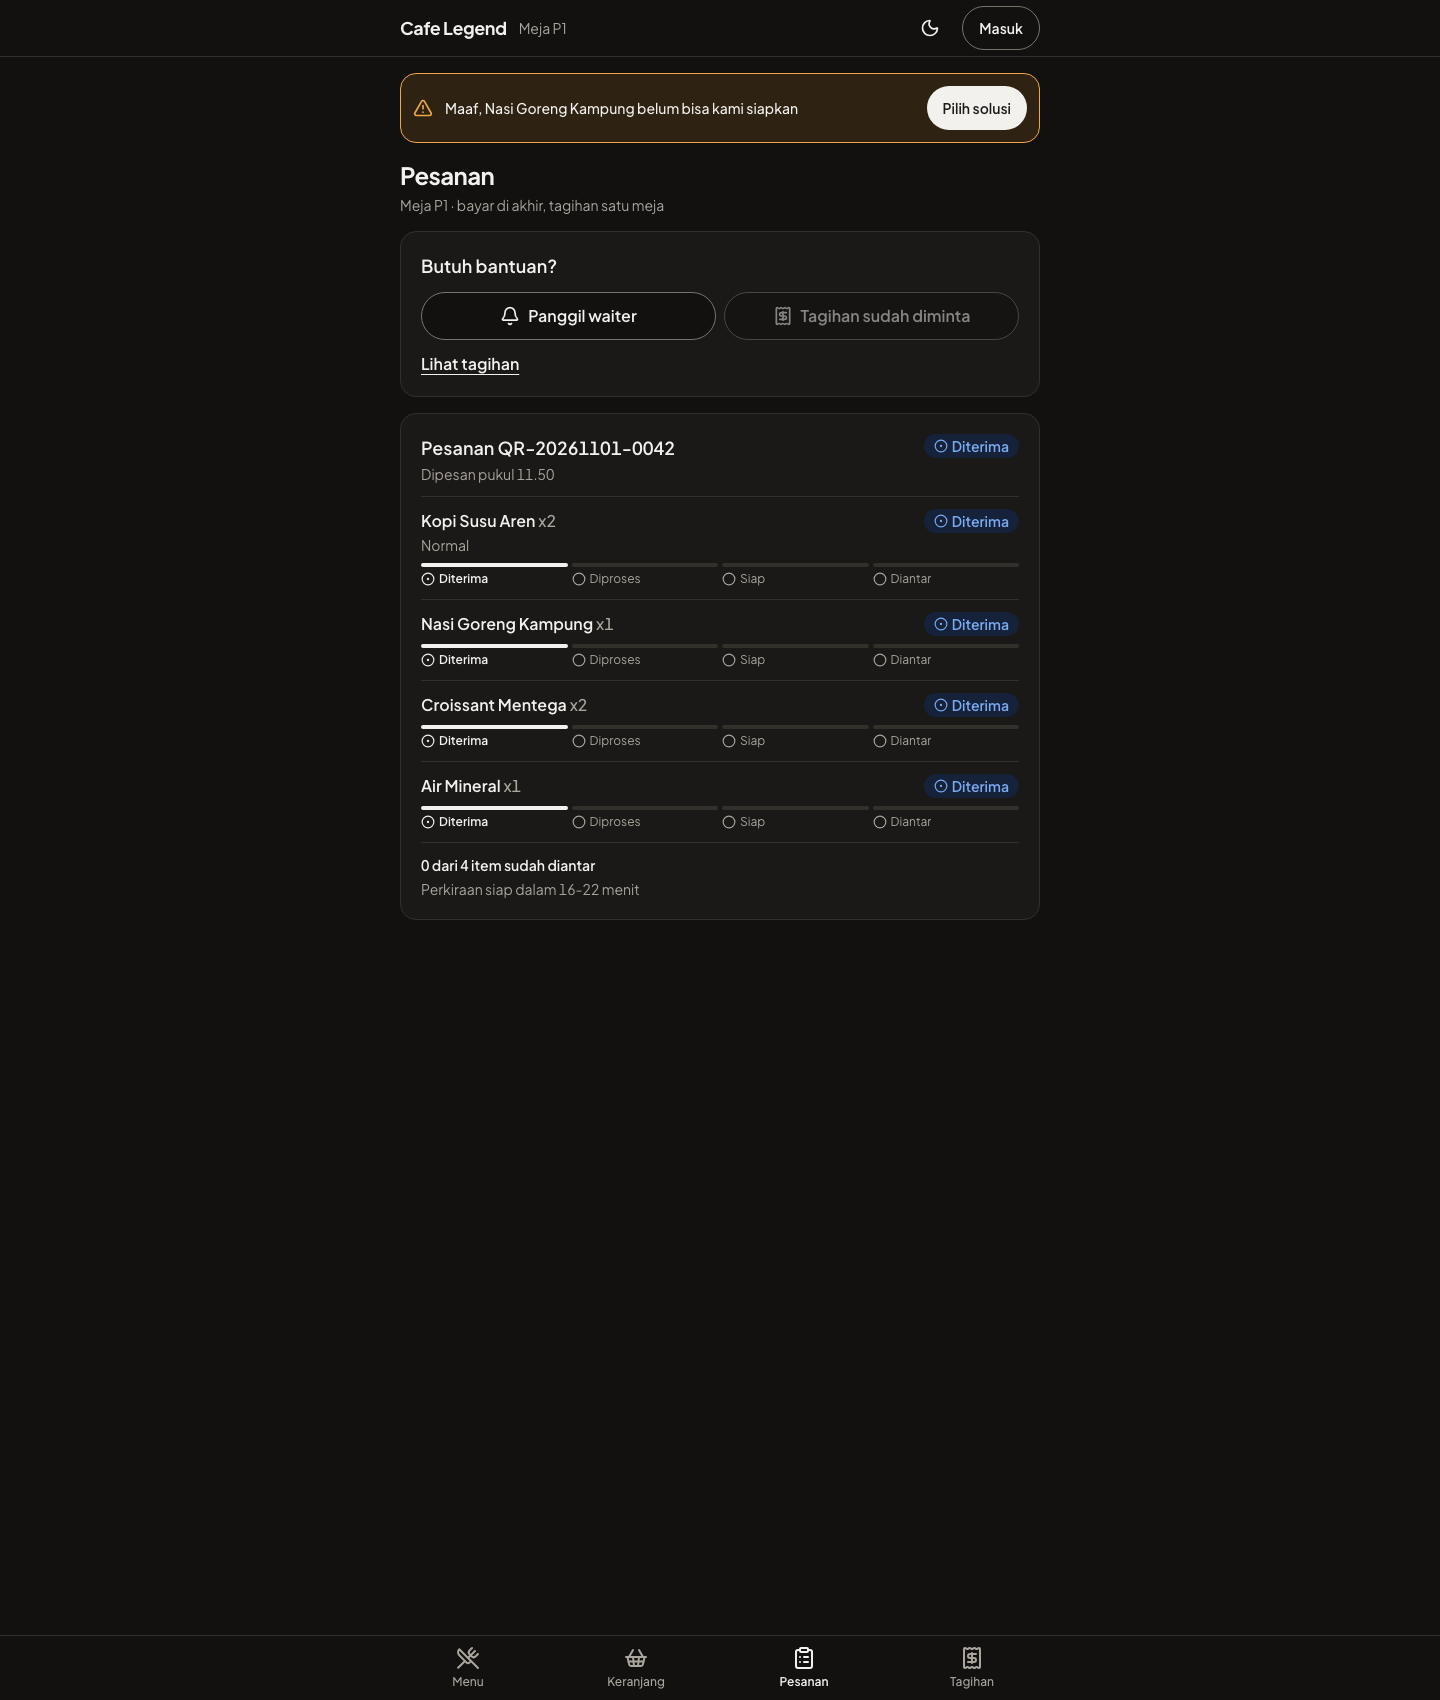 Cafe Legend Meja P1 Masuk
Maaf, Nasi Goreng Kampung belum bisa kami siapkan Pilih solusi
Pesanan
Meja P1 · bayar di akhir, tagihan satu meja
Butuh bantuan?
Panggil waiter Tagihan sudah diminta
Lihat tagihan
Pesanan QR-20261101-0042 Diterima
Dipesan pukul 11.50
Kopi Susu Aren x2 Diterima
Normal
Diterima Diproses Siap Diantar
Nasi Goreng Kampung x1 Diterima
Diterima Diproses Siap Diantar
Croissant Mentega x2 Diterima
Diterima Diproses Siap Diantar
Air Mineral x1 Diterima
Diterima Diproses Siap Diantar
0 dari 4 item sudah diantar
Perkiraan siap dalam 16-22 menit
Menu Keranjang Pesanan Tagihan